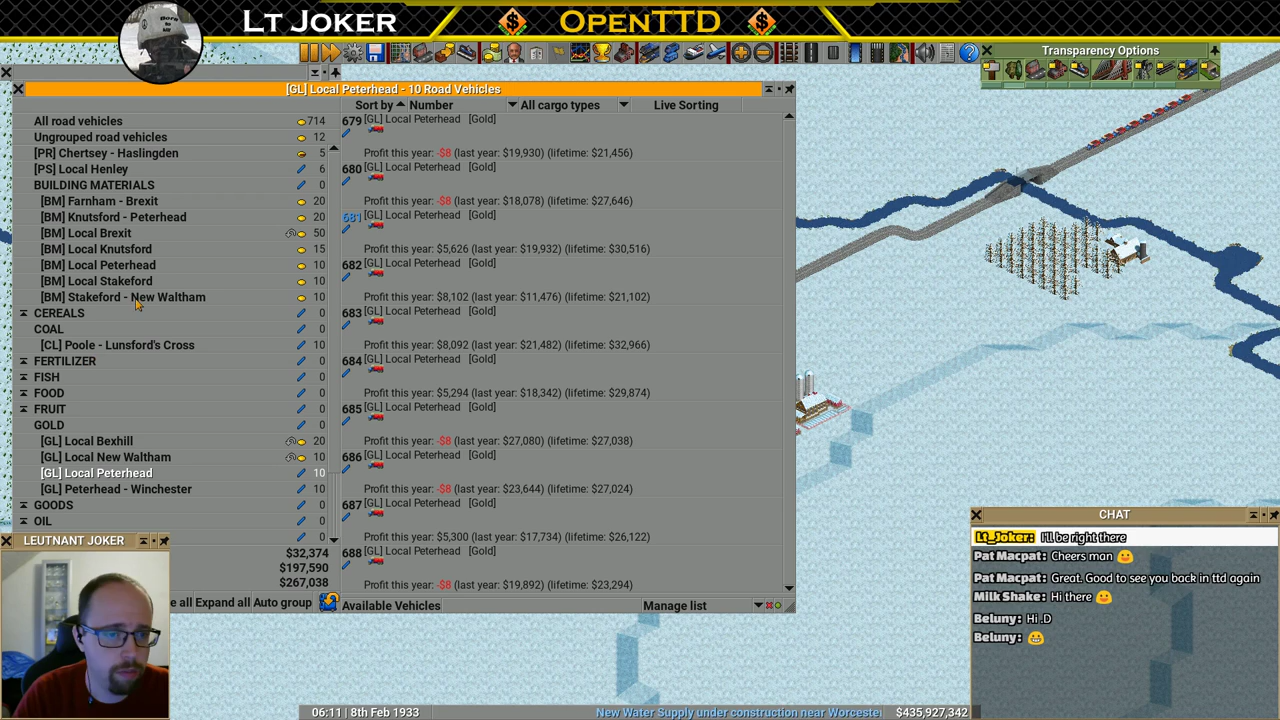 LT JOKER
OPENTTD
Transparency Options
[GL] Local Peterhead - 10 Road Vehicles
Sort by Number All cargo types Live Sorting
All road vehicles 714
Ungrouped road vehicles 12
[PR] Chertsey - Haslingden 5
[PS] Local Henley 6
BUILDING MATERIALS 0
[BM] Farnham - Brexit 20
[BM] Knutsford - Peterhead 20
[BM] Local Brexit 50
[BM] Local Knutsford 15
[BM] Local Peterhead 10
[BM] Local Stakeford 10
[BM] Stakeford - New Waltham 10
CEREALS 0
COAL 0
[CL] Poole - Lunsford's Cross 10
FERTILIZER 0
FISH 0
FOOD 0
FRUIT 0
GOLD 0
[GL] Local Bexhill 20
[GL] Local New Waltham 10
[GL] Local Peterhead 10
[GL] Peterhead - Winchester 10
GOODS 0
OIL 0
0
$32,374
$197,590
$267,038
e all Expand all Auto group
679 [GL] Local Peterhead [Gold]
Profit this year: -$8 (last year: $19,930) (lifetime: $21,456)
680 [GL] Local Peterhead [Gold]
Profit this year: -$8 (last year: $18,078) (lifetime: $27,646)
681 [GL] Local Peterhead [Gold]
Profit this year: $5,626 (last year: $19,932) (lifetime: $30,516)
682 [GL] Local Peterhead [Gold]
Profit this year: $8,102 (last year: $11,476) (lifetime: $21,102)
683 [GL] Local Peterhead [Gold]
Profit this year: $8,092 (last year: $21,482) (lifetime: $32,966)
684 [GL] Local Peterhead [Gold]
Profit this year: $5,294 (last year: $18,342) (lifetime: $29,874)
685 [GL] Local Peterhead [Gold]
Profit this year: -$8 (last year: $27,080) (lifetime: $27,038)
686 [GL] Local Peterhead [Gold]
Profit this year: -$8 (last year: $23,644) (lifetime: $27,024)
687 [GL] Local Peterhead [Gold]
Profit this year: $5,300 (last year: $17,734) (lifetime: $26,122)
688 [GL] Local Peterhead [Gold]
Profit this year: -$8 (last year: $19,892) (lifetime: $23,294)
Available Vehicles Manage list
LEUTNANT JOKER
CHAT
Lt_Joker: I'll be right there
Pat Macpat: Cheers man 🙂
Pat Macpat: Great. Good to see you back in ttd again
Milk Shake: Hi there 🙂
Beluny: Hi .D
Beluny: 😀
06:11 | 8th Feb 1933 New Water Supply under construction near Worceste $435,927,342